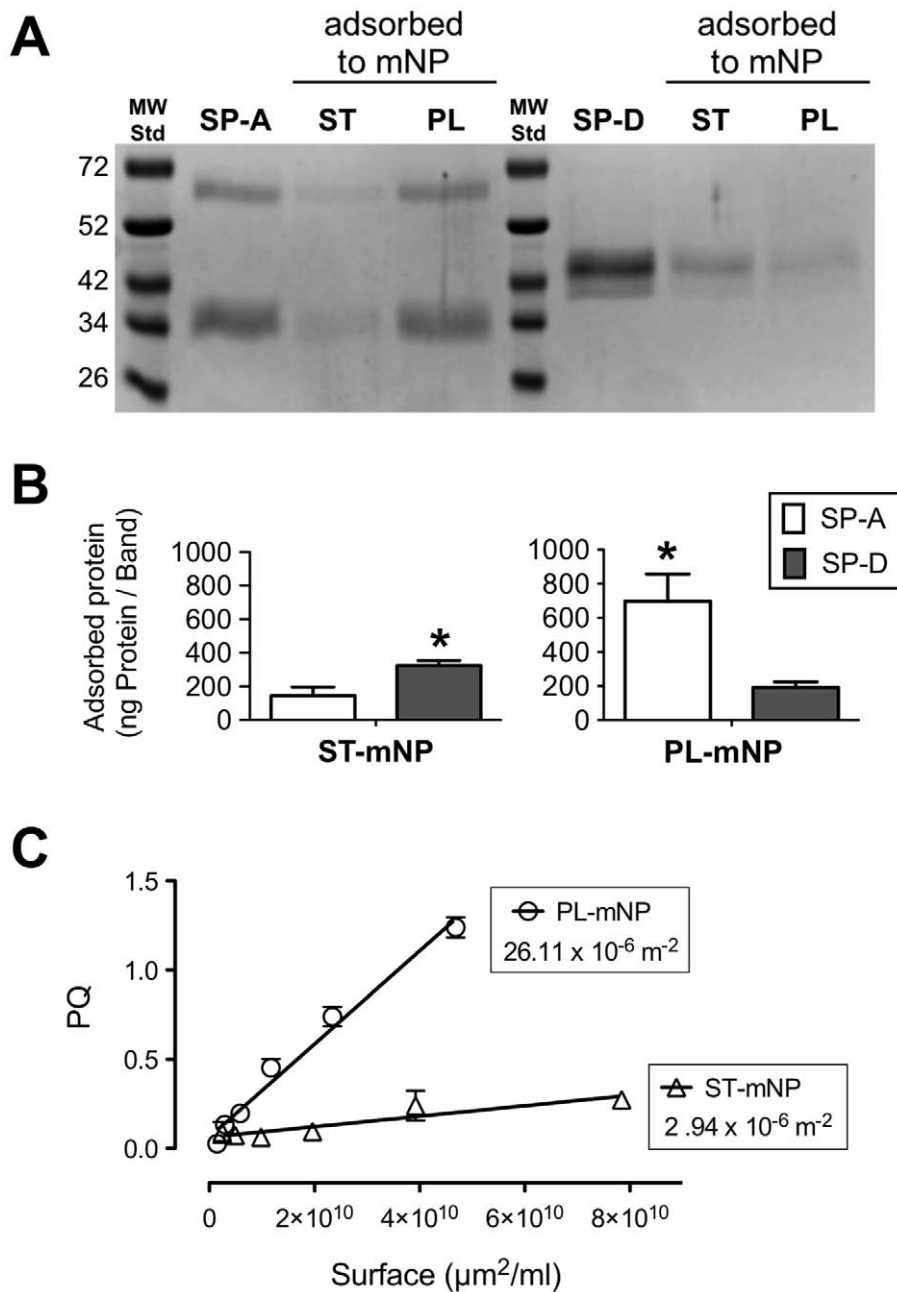 A
adsorbed
to mNP
adsorbed
to mNP
MW
Std
SP-A
ST
PL
MW
Std
SP-D
ST
PL
72
52
42
34
26
B
Adsorbed protein
(ng Protein / Band)
1000
800
600
400
200
0
*
ST-mNP
1000
800
600
400
200
0
*
PL-mNP
SP-A
SP-D
C
PQ
1.5
1.0
0.5
0.0
PL-mNP
26.11 x 10⁻⁶ m⁻²
ST-mNP
2 .94 x 10⁻⁶ m⁻²
0
2×10¹⁰
4×10¹⁰
6×10¹⁰
8×10¹⁰
Surface (µm²/ml)